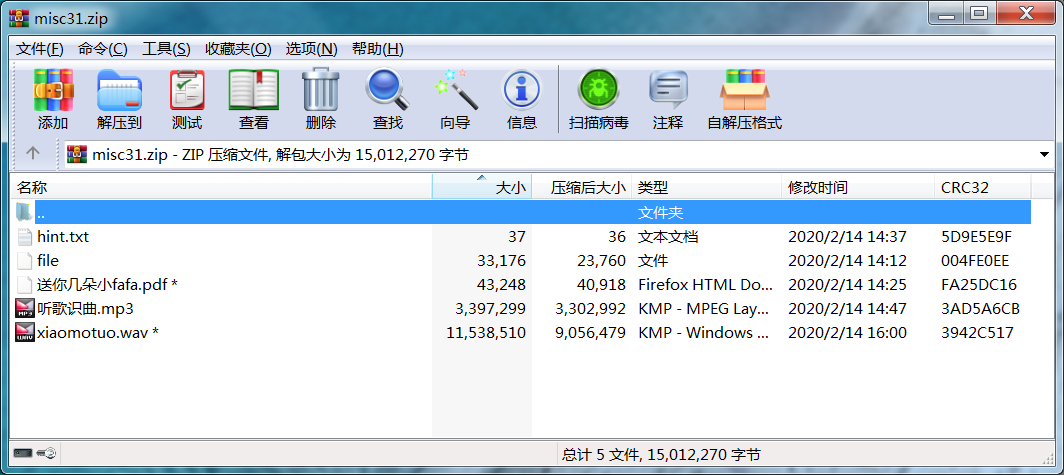 misc31.zip
文件(F) 命令(C) 工具(S) 收藏夹(O) 选项(N) 帮助(H)
添加 解压到 测试 查看 删除 查找 向导 信息 扫描病毒 注释 自解压格式
misc31.zip - ZIP 压缩文件, 解包大小为 15,012,270 字节
名称 大小 压缩后大小 类型 修改时间 CRC32
.. 文件夹
hint.txt 37 36 文本文档 2020/2/14 14:37 5D9E5E9F
file 33,176 23,760 文件 2020/2/14 14:12 004FE0EE
送你几朵小fafa.pdf * 43,248 40,918 Firefox HTML Do... 2020/2/14 14:25 FA25DC16
听歌识曲.mp3 3,397,299 3,302,992 KMP - MPEG Lay... 2020/2/14 14:47 3AD5A6CB
xiaomotuo.wav * 11,538,510 9,056,479 KMP - Windows ... 2020/2/14 16:00 3942C517
总计 5 文件, 15,012,270 字节